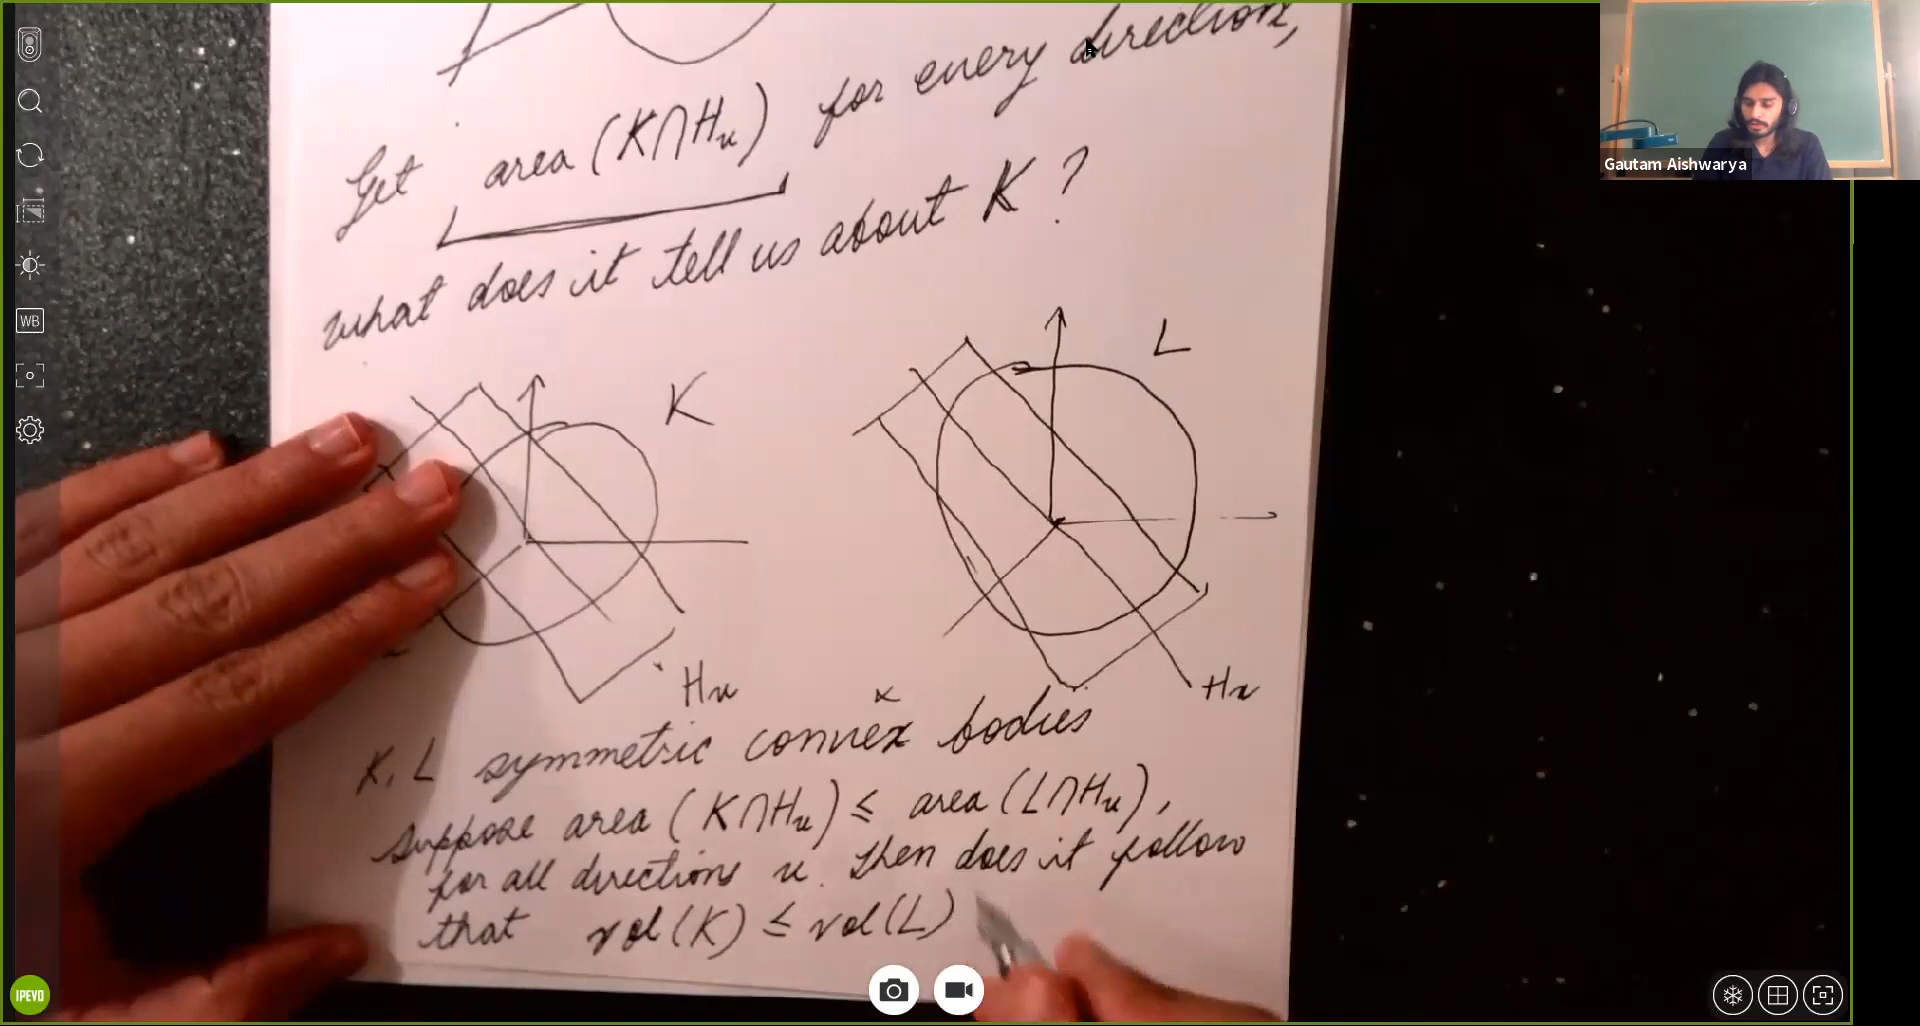 Get area (K∩Hu) for every direction,
what does it tell us about K ?
K
L
Hu
Hu
K, L symmetric convex bodies
Suppose area (K∩Hu) ≤ area (L∩Hu),
for all directions u. Then does it follow
that vol(K) ≤ vol(L)
Gautam Aishwarya
WB
IPEVO